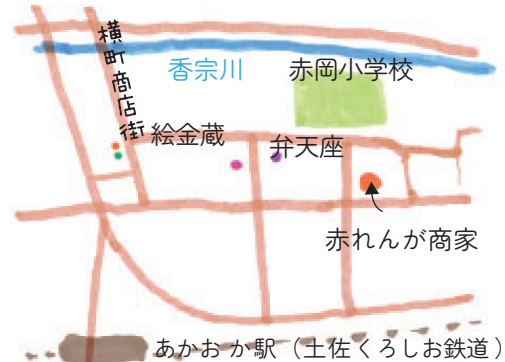 横町商店街
香宗川
赤岡小学校
絵金蔵
弁天座
赤れんが商家
あかおか駅（土佐くろしお鉄道）